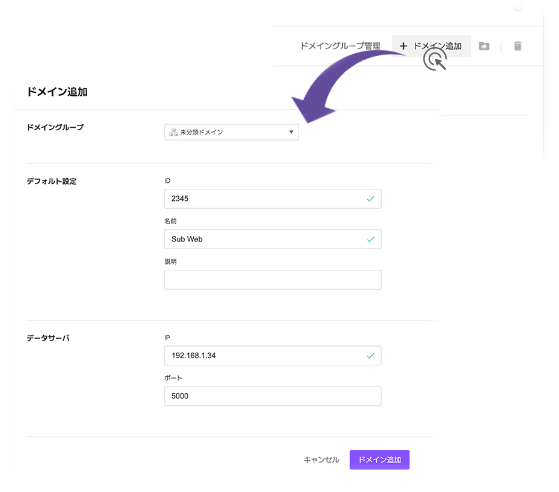 ドメイングループ管理
+ ドメイン追加
ドメイン追加
ドメイングループ
未分類ドメイン
デフォルト設定
ID
2345
名前
Sub Web
説明
データサーバ
IP
192.168.1.34
ポート
5000
キャンセル
ドメイン追加